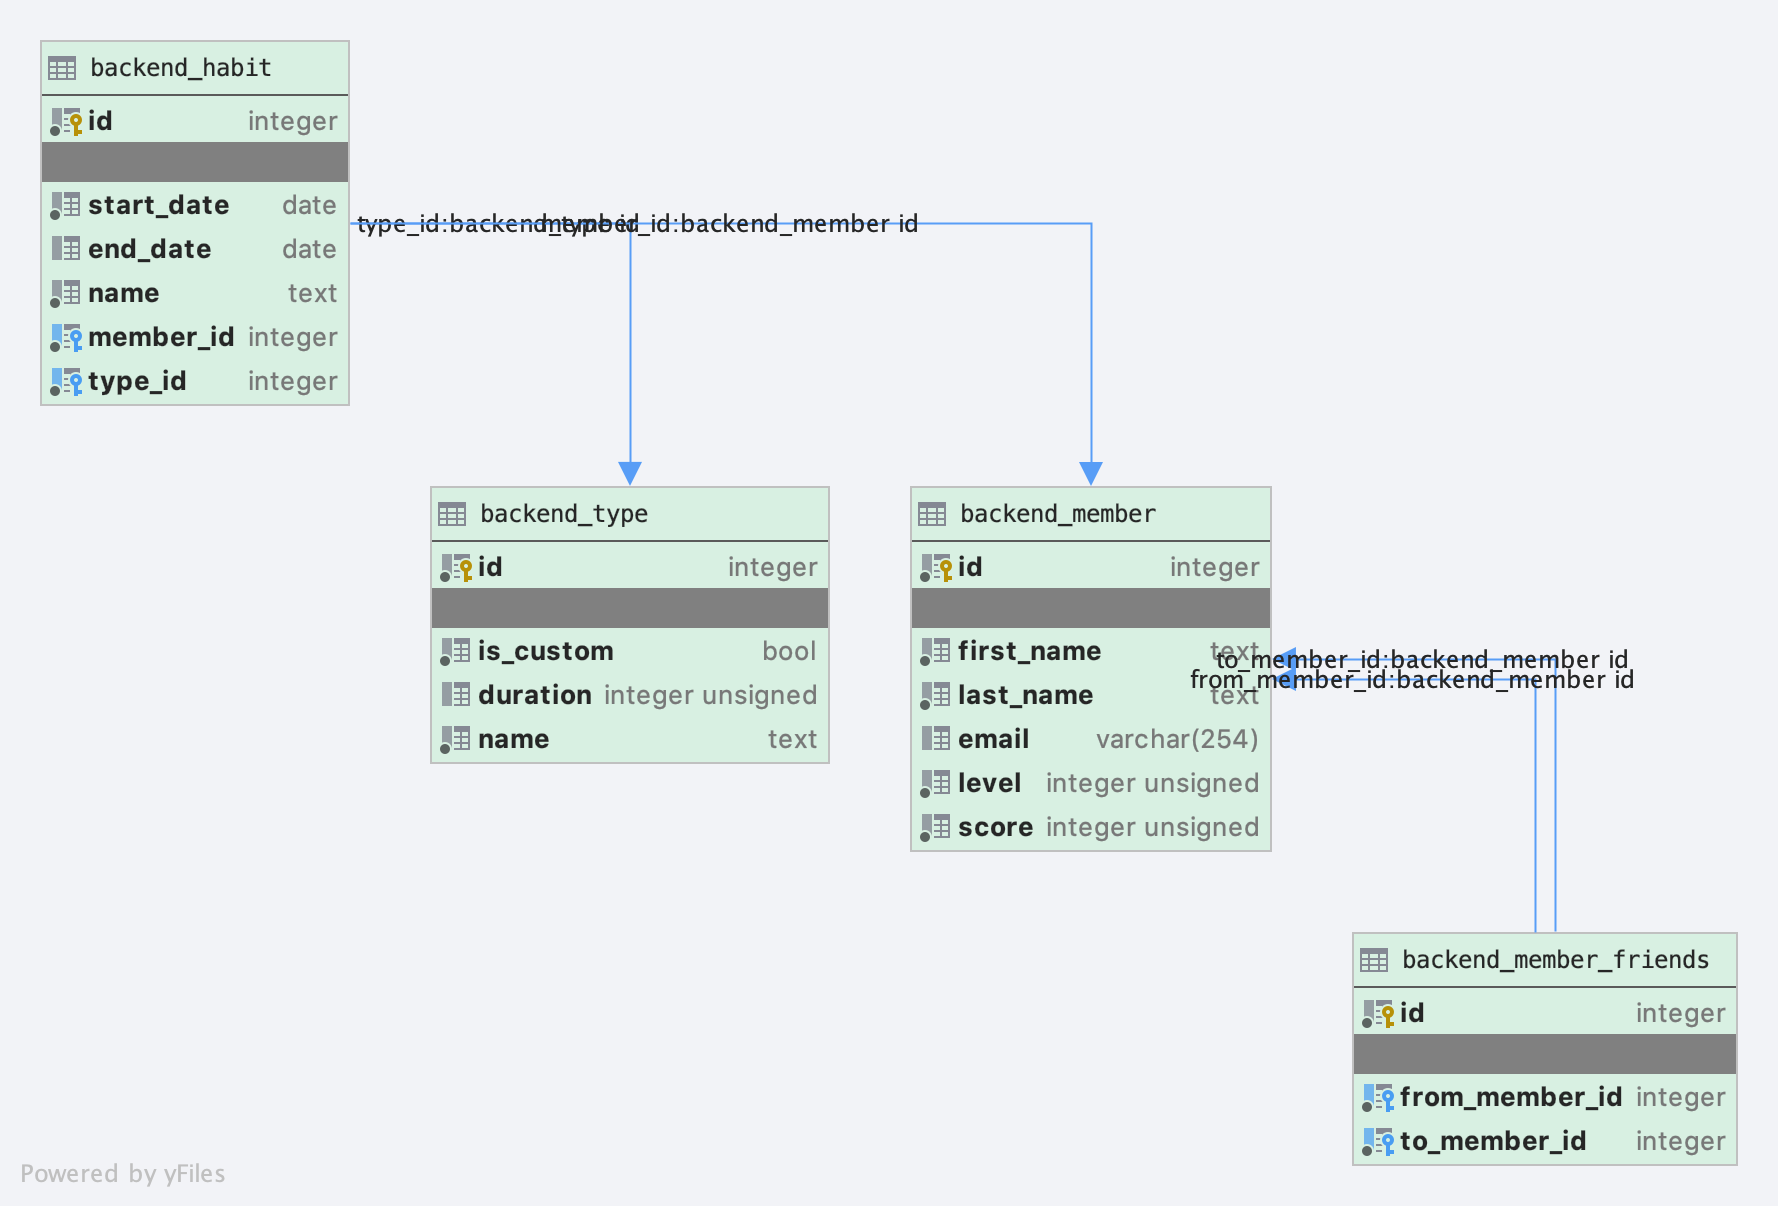 backend_habit
id integer
start_date date
end_date date
name text
member_id integer
type_id integer
type_id:backend_type id
member_id:backend_member id
backend_type
id integer
is_custom bool
duration integer unsigned
name text
backend_member
id integer
first_name text
last_name text
email varchar(254)
level integer unsigned
score integer unsigned
to_member_id:backend_member id
from_member_id:backend_member id
backend_member_friends
id integer
from_member_id integer
to_member_id integer
Powered by yFiles